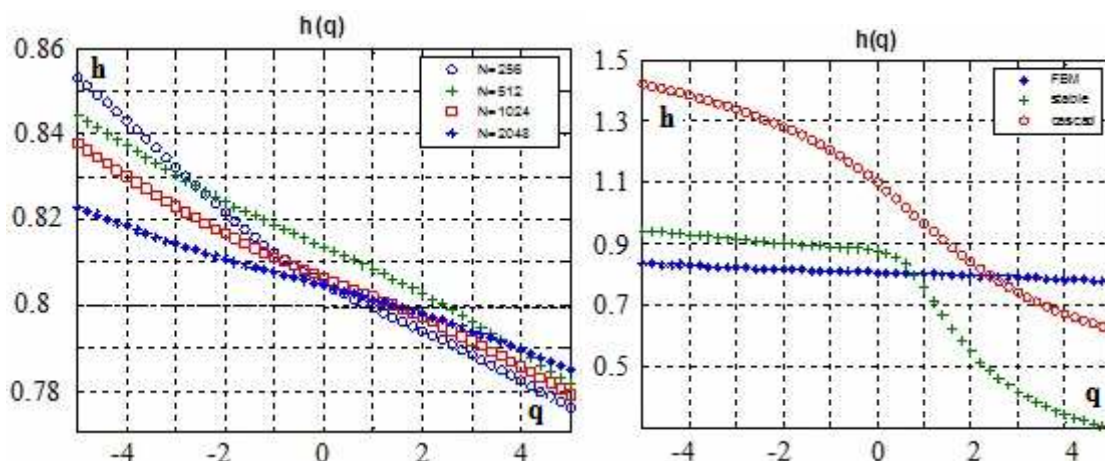 h(q)
0.86
h
N=256
N=512
N=1024
N=2048
0.84
0.82
0.8
0.78
q
-4 -2 0 2 4
h(q)
1.5
h
FBM
stable
cascad
1.3
1.1
0.9
0.7
0.5
q
-4 -2 0 2 4